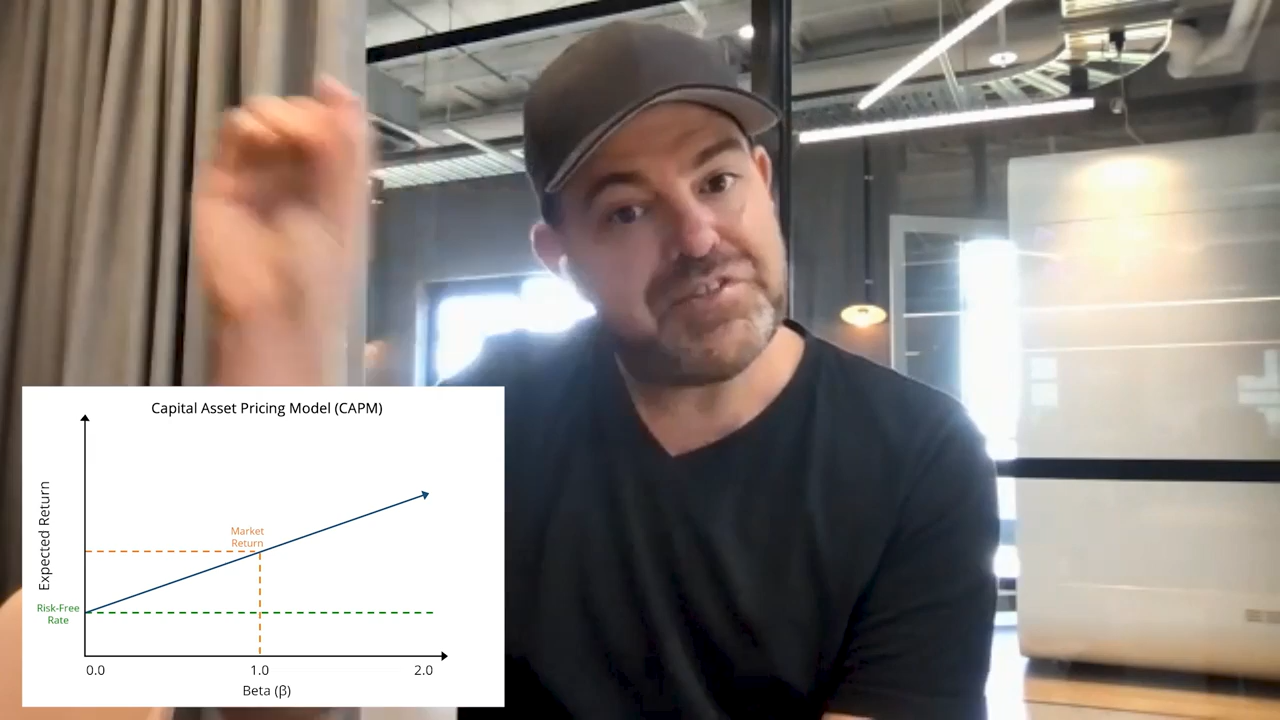 Capital Asset Pricing Model (CAPM)
Expected Return
Market
Return
Risk-Free
Rate
0.0
1.0
2.0
Beta (β)